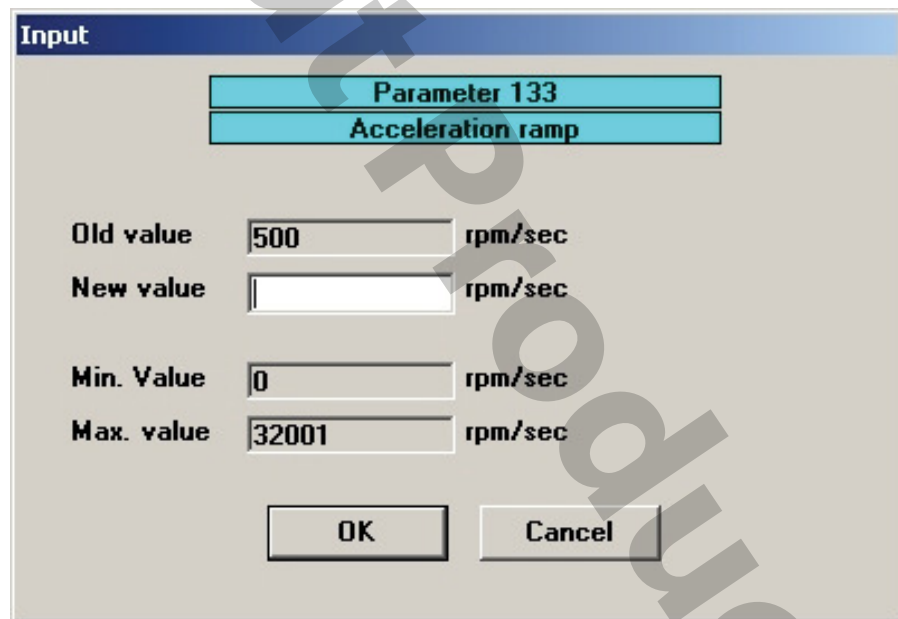 Input
Parameter 133
Acceleration ramp
Old value 500 rpm/sec
New value rpm/sec
Min. Value 0 rpm/sec
Max. value 32001 rpm/sec
OK Cancel